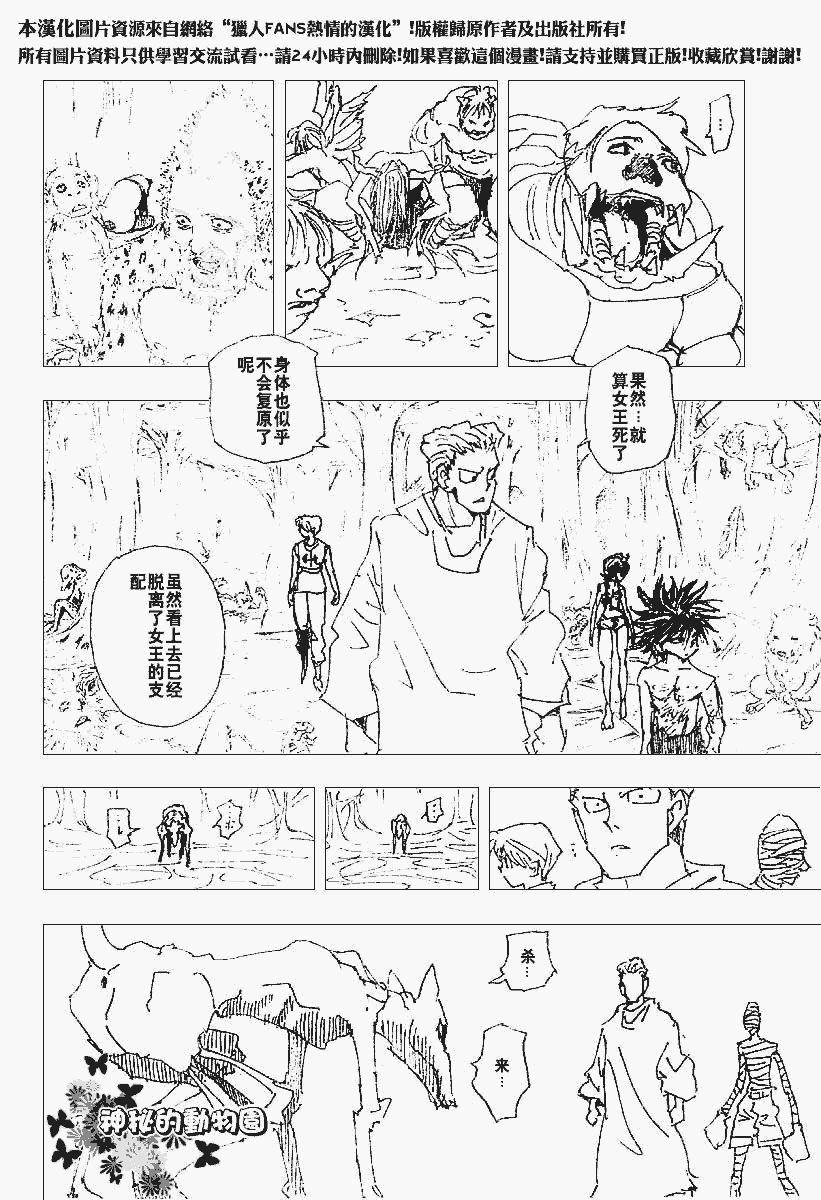 本漢化圖片資源來自網絡“獵人FANS熱情的漢化”!版權歸原作者及出版社所有!
所有圖片資料只供學習交流試看…請24小時內刪除!如果喜歡這個漫畫!請支持並購買正版!收藏欣賞!謝謝!
…
果然…就
算女王死了
身体也似乎
不会复原了
呢
虽然看上去已经
脱离了女王的支
配
…
杀…
来…
神秘的動物園